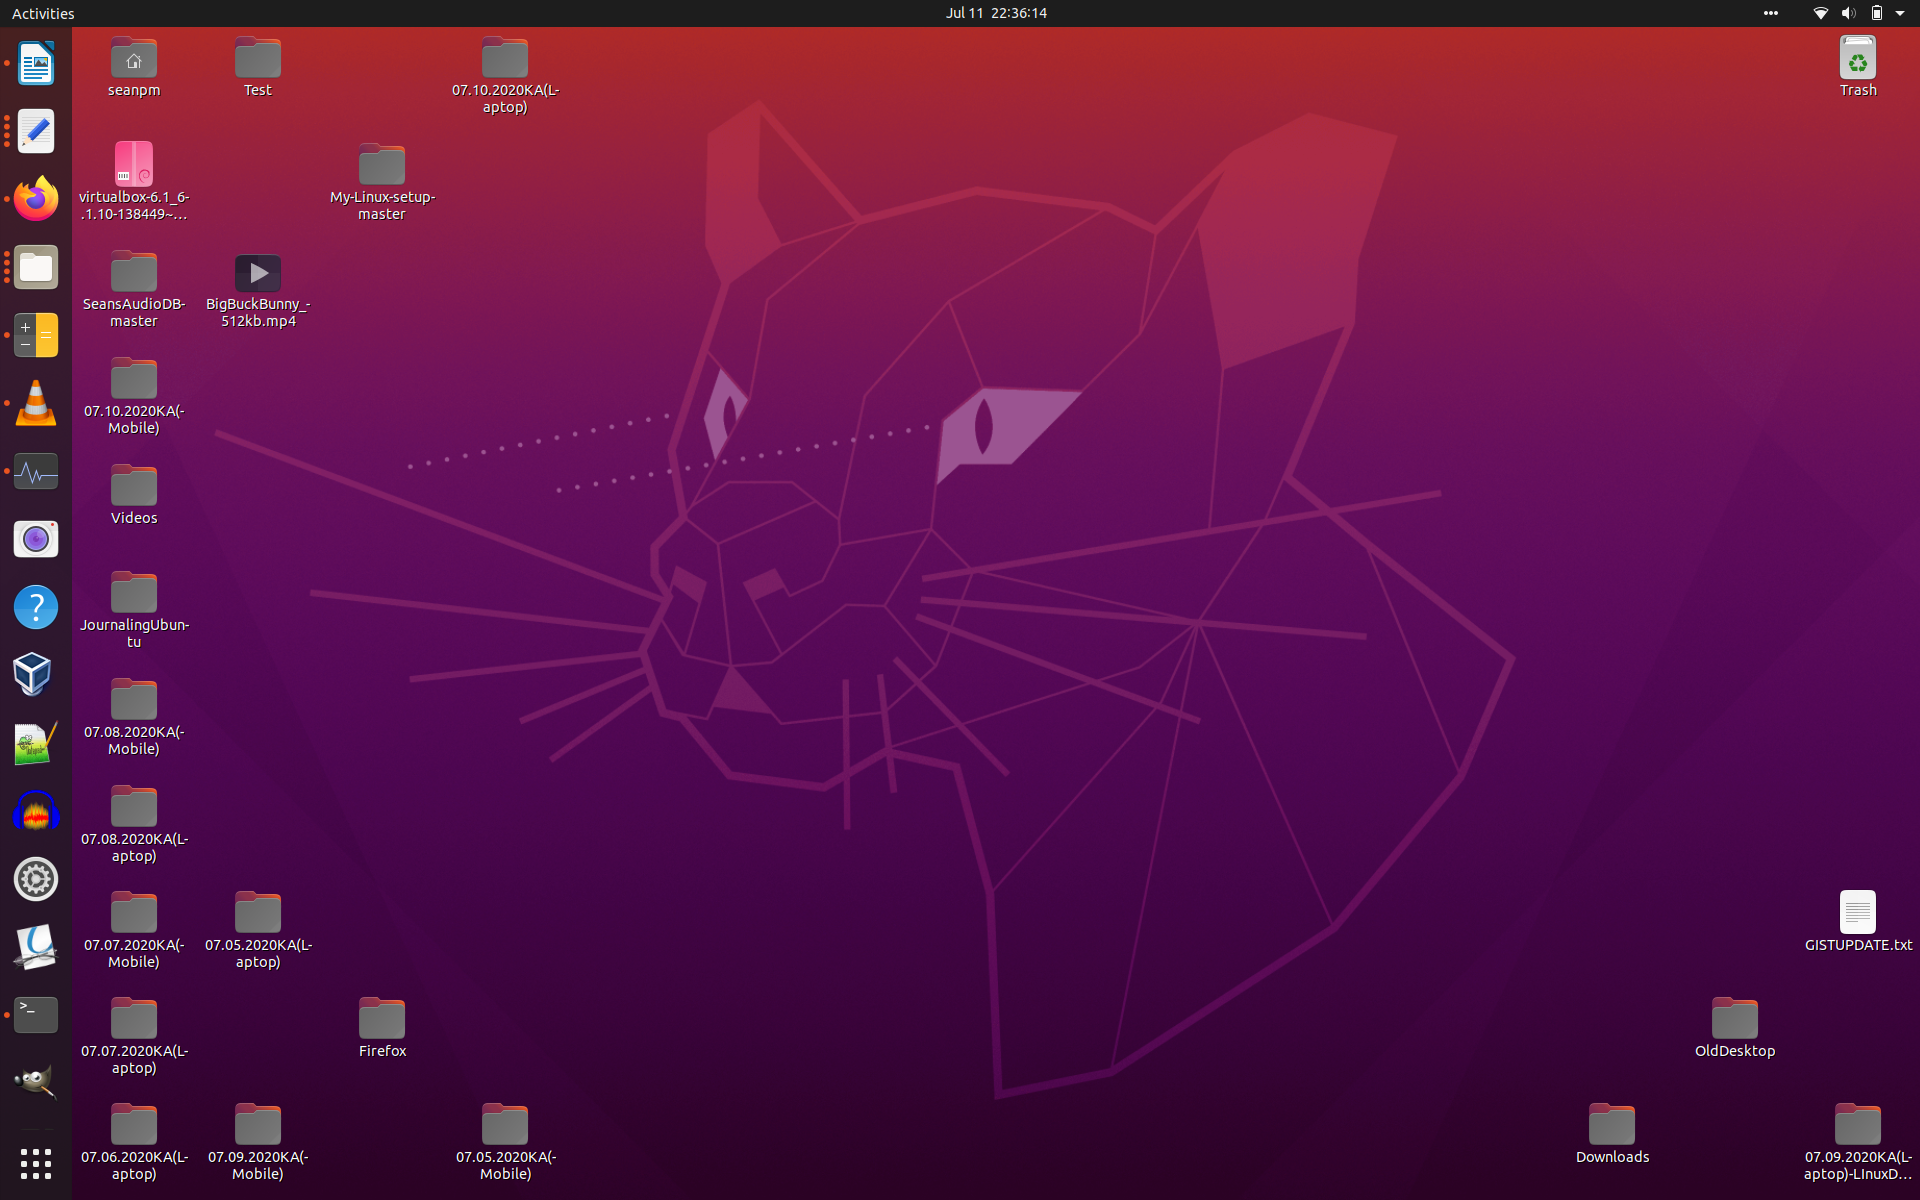 Activities
Jul 11 22:36:14
seanpm
Test
07.10.2020KA(L-
aptop)
Trash
virtualbox-6.1_6-
.1.10-138449~...
My-Linux-setup-
master
SeansAudioDB-
master
BigBuckBunny_-
512kb.mp4
07.10.2020KA(-
Mobile)
Videos
JournalingUbun-
tu
07.08.2020KA(-
Mobile)
07.08.2020KA(L-
aptop)
07.07.2020KA(-
Mobile)
07.05.2020KA(L-
aptop)
GISTUPDATE.txt
07.07.2020KA(L-
aptop)
Firefox
OldDesktop
07.06.2020KA(L-
aptop)
07.09.2020KA(-
Mobile)
07.05.2020KA(-
Mobile)
Downloads
07.09.2020KA(L-
aptop)-LInuxD...